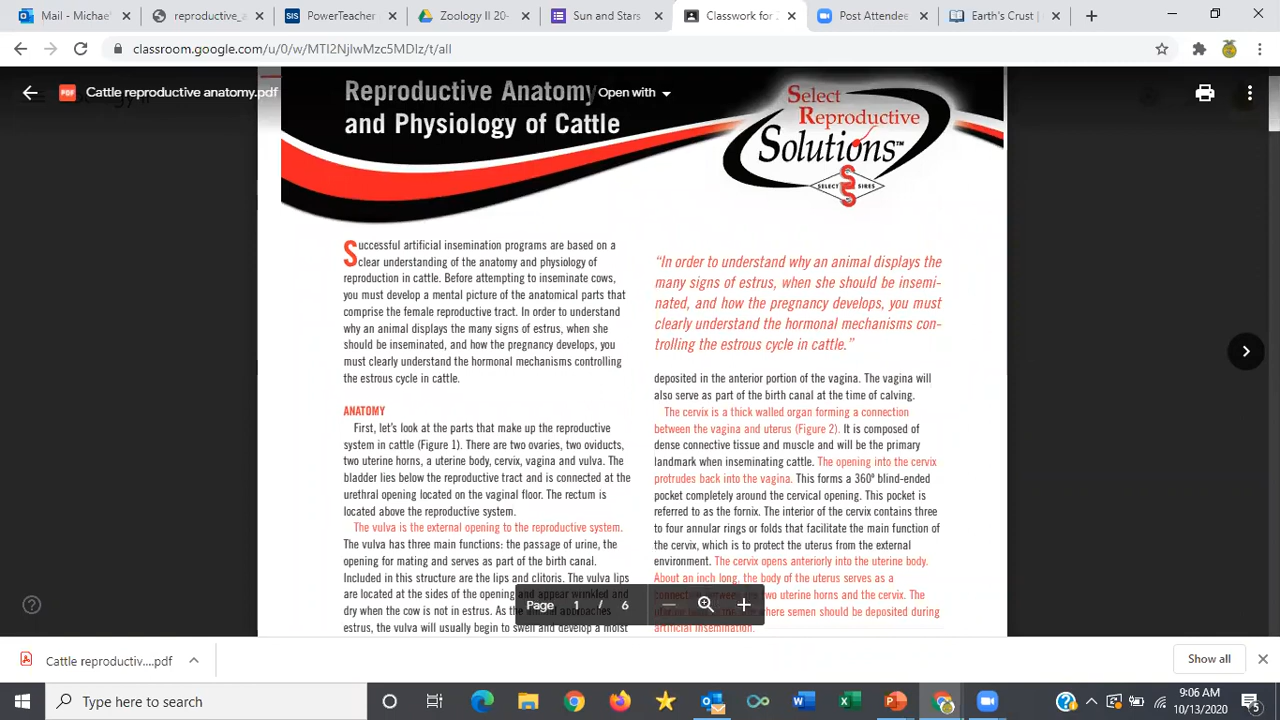 Mail - Michae
reproductive_a
PowerTeacher
Zoology II 20-
Sun and Stars
Classwork for
Post Attende
Earth's Crust |
classroom.google.com/u/0/w/MTI2NjIwMzc5MDIz/t/all
Cattle reproductive anatomy.pdf
Open with
Reproductive Anatomy
and Physiology of Cattle
Select
Reproductive
Solutions™
SELECT SIRES
Successful artificial insemination programs are based on a
clear understanding of the anatomy and physiology of
reproduction in cattle. Before attempting to inseminate cows,
you must develop a mental picture of the anatomical parts that
comprise the female reproductive tract. In order to understand
why an animal displays the many signs of estrus, when she
should be inseminated, and how the pregnancy develops, you
must clearly understand the hormonal mechanisms controlling
the estrous cycle in cattle.
ANATOMY
First, let's look at the parts that make up the reproductive
system in cattle (Figure 1). There are two ovaries, two oviducts,
two uterine horns, a uterine body, cervix, vagina and vulva. The
bladder lies below the reproductive tract and is connected at the
urethral opening located on the vaginal floor. The rectum is
located above the reproductive system.
The vulva is the external opening to the reproductive system.
The vulva has three main functions: the passage of urine, the
opening for mating and serves as part of the birth canal.
Included in this structure are the lips and clitoris. The vulva lips
are located at the sides of the opening and appear wrinkled and
dry when the cow is not in estrus. As the animal approaches
estrus, the vulva will usually begin to swell and develop a moist
"In order to understand why an animal displays the
many signs of estrus, when she should be insemi-
nated, and how the pregnancy develops, you must
clearly understand the hormonal mechanisms con-
trolling the estrous cycle in cattle."
deposited in the anterior portion of the vagina. The vagina will
also serve as part of the birth canal at the time of calving.
The cervix is a thick walled organ forming a connection
between the vagina and uterus (Figure 2). It is composed of
dense connective tissue and muscle and will be the primary
landmark when inseminating cattle. The opening into the cervix
protrudes back into the vagina. This forms a 360º blind-ended
pocket completely around the cervical opening. This pocket is
referred to as the fornix. The interior of the cervix contains three
to four annular rings or folds that facilitate the main function of
the cervix, which is to protect the uterus from the external
environment. The cervix opens anteriorly into the uterine body.
About an inch long, the body of the uterus serves as a
connection between the two uterine horns and the cervix. The
uterine body is the site where semen should be deposited during
artificial insemination.
Page 1 / 6
Cattle reproductiv....pdf
Show all
Type here to search
9:06 AM
10/13/2020
5